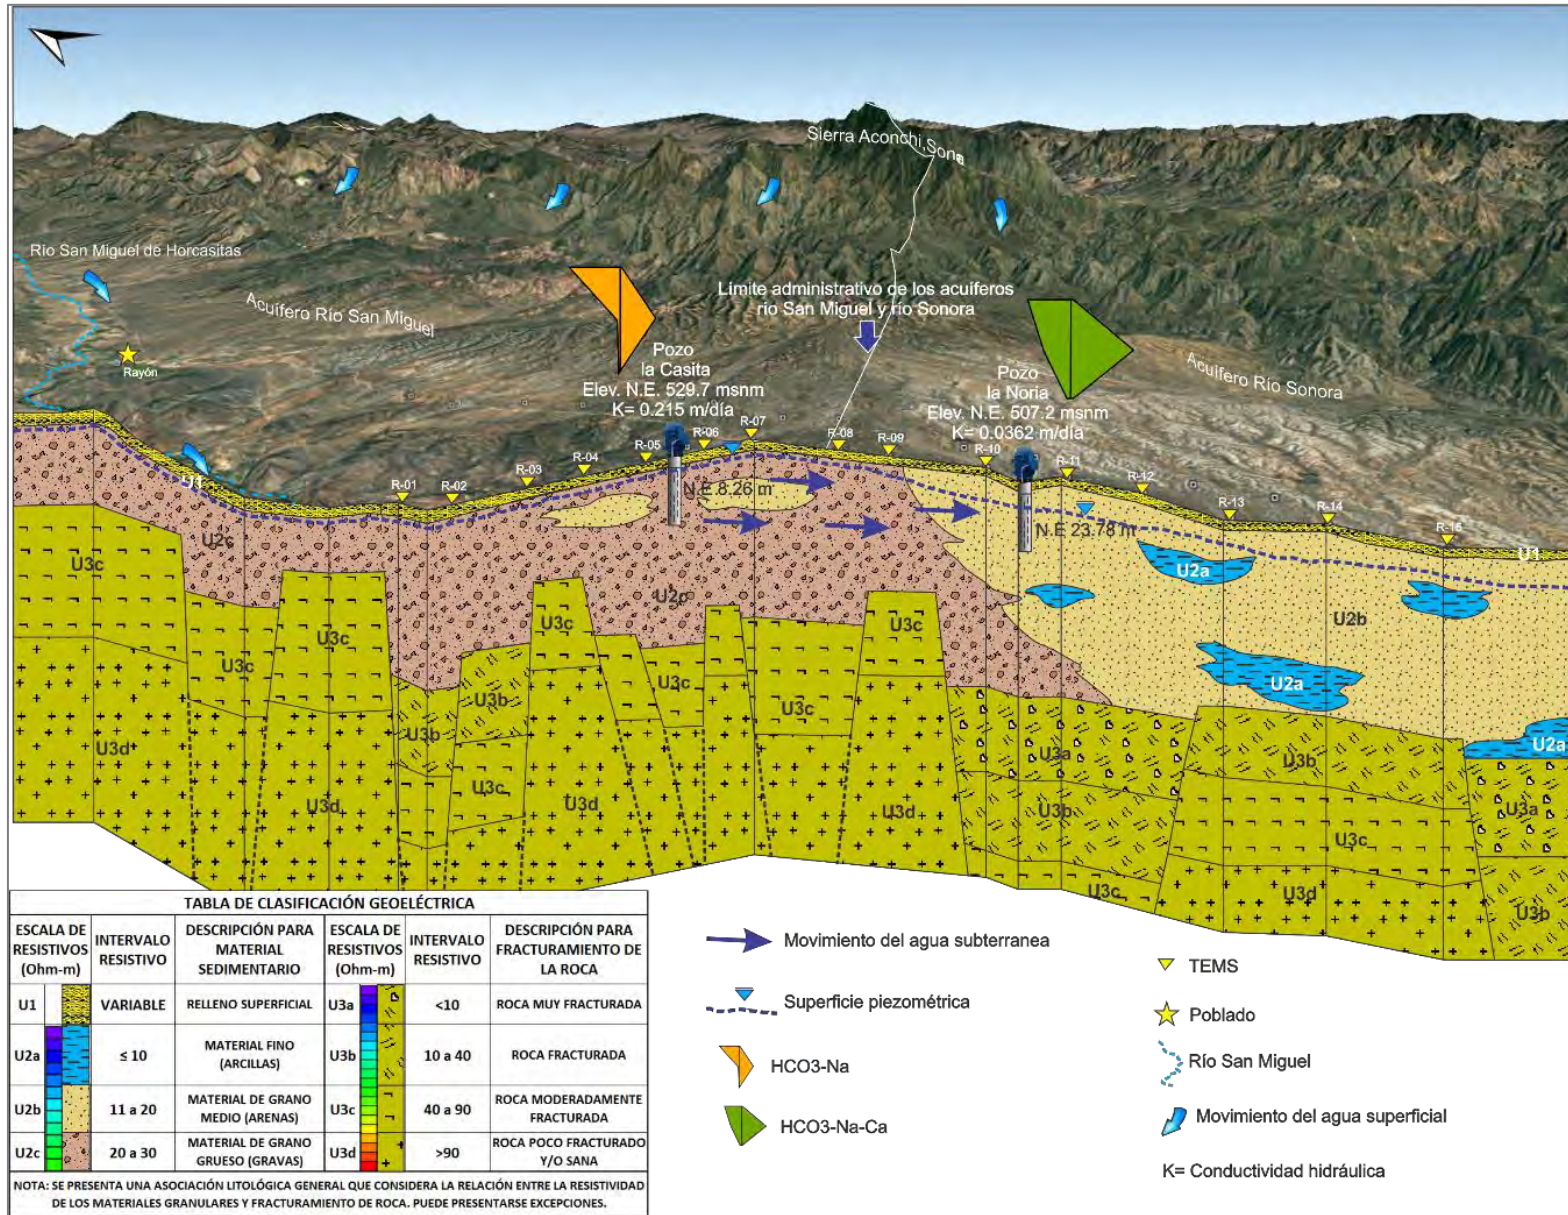 Sierra Aconchi Sona
Río San Miguel de Horcasitas
Acuífero Río San Miguel
Límite administrativo de los acuíferos
río San Miguel y río Sonora
Rayón
Pozo
la Casita
Elev. N.E. 529.7 msnm
K= 0.215 m/día
Pozo
la Noria
Elev. N.E. 507.2 msnm
K= 0.0362 m/día
Acuífero Río Sonora
R-01
R-02
R-03
R-04
R-05
R-06
R-07
R-08
R-09
R-10
R-11
R-12
R-13
R-14
R-15
U1
N.E 8.26 m
N.E 23.78 m
U1
U2c
U2c
U2a
U2b
U2a
U2a
U3c
U3c
U3c
U3c
U3c
U3b
U3b
U3c
U3c
U3a
U3b
U3d
U3c
U3d
U3d
U3d
U3b
U3c
U3a
U3c
U3d
U3b
TABLA DE CLASIFICACIÓN GEOELÉCTRICA
ESCALA DE RESISTIVOS (Ohm-m)
INTERVALO RESISTIVO
DESCRIPCIÓN PARA MATERIAL SEDIMENTARIO
ESCALA DE RESISTIVOS (Ohm-m)
INTERVALO RESISTIVO
DESCRIPCIÓN PARA FRACTURAMIENTO DE LA ROCA
U1 VARIABLE RELLENO SUPERFICIAL U3a <10 ROCA MUY FRACTURADA
U2a ≤ 10 MATERIAL FINO (ARCILLAS) U3b 10 a 40 ROCA FRACTURADA
U2b 11 a 20 MATERIAL DE GRANO MEDIO (ARENAS) U3c 40 a 90 ROCA MODERADAMENTE FRACTURADA
U2c 20 a 30 MATERIAL DE GRANO GRUESO (GRAVAS) U3d >90 ROCA POCO FRACTURADO Y/O SANA
NOTA: SE PRESENTA UNA ASOCIACIÓN LITOLÓGICA GENERAL QUE CONSIDERA LA RELACIÓN ENTRE LA RESISTIVIDAD
DE LOS MATERIALES GRANULARES Y FRACTURAMIENTO DE ROCA. PUEDE PRESENTARSE EXCEPCIONES.
Movimiento del agua subterranea
Superficie piezométrica
HCO3-Na
HCO3-Na-Ca
TEMS
Poblado
Río San Miguel
Movimiento del agua superficial
K= Conductividad hidráulica